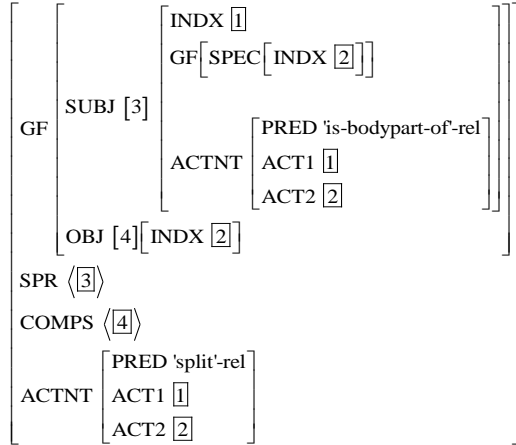 INDX 1
GF[SPEC[INDX 2]]
SUBJ [3]
PRED 'is-bodypart-of'-rel
GF
ACTNT
ACT1 1
ACT2 2
OBJ [4][INDX 2]
SPR ⟨3⟩
COMPS ⟨4⟩
PRED 'split'-rel
ACTNT
ACT1 1
ACT2 2